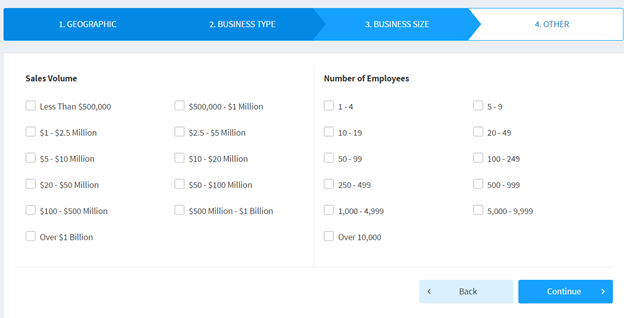 1. GEOGRAPHIC
2. BUSINESS TYPE
3. BUSINESS SIZE
4. OTHER
Sales Volume
Less Than $500,000
$500,000 - $1 Million
$1 - $2.5 Million
$2.5 - $5 Million
$5 - $10 Million
$10 - $20 Million
$20 - $50 Million
$50 - $100 Million
$100 - $500 Million
$500 Million - $1 Billion
Over $1 Billion
Number of Employees
1 - 4
5 - 9
10 - 19
20 - 49
50 - 99
100 - 249
250 - 499
500 - 999
1,000 - 4,999
5,000 - 9,999
Over 10,000
Back
Continue